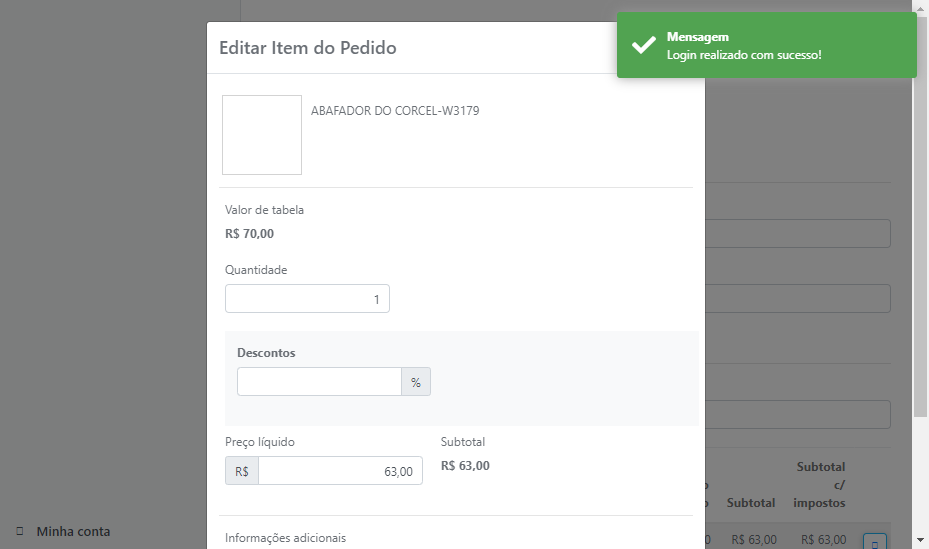 Editar Item do Pedido
Mensagem
Login realizado com sucesso!
ABAFADOR DO CORCEL-W3179
Valor de tabela
R$ 70,00
Quantidade
1
Descontos
%
Preço líquido
Subtotal
R$ 63,00
R$ 63,00
Informações adicionais
Subtotal
Subtotal
c/
impostos
R$ 63,00
R$ 63,00
Minha conta